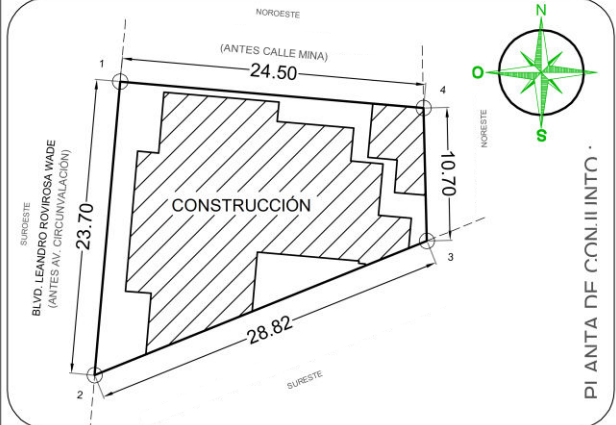 NOROESTE
N
1
(ANTES CALLE MINA)
24.50
O
E
4
S
SUROESTE
BLVD. LEANDRO ROVIROSA WADE
(ANTES AV. CIRCUNVALACIÓN)
23.70
CONSTRUCCIÓN
10.70
NORESTE
3
28.82
2
SURESTE
PLANTA DE CONJUNTO .